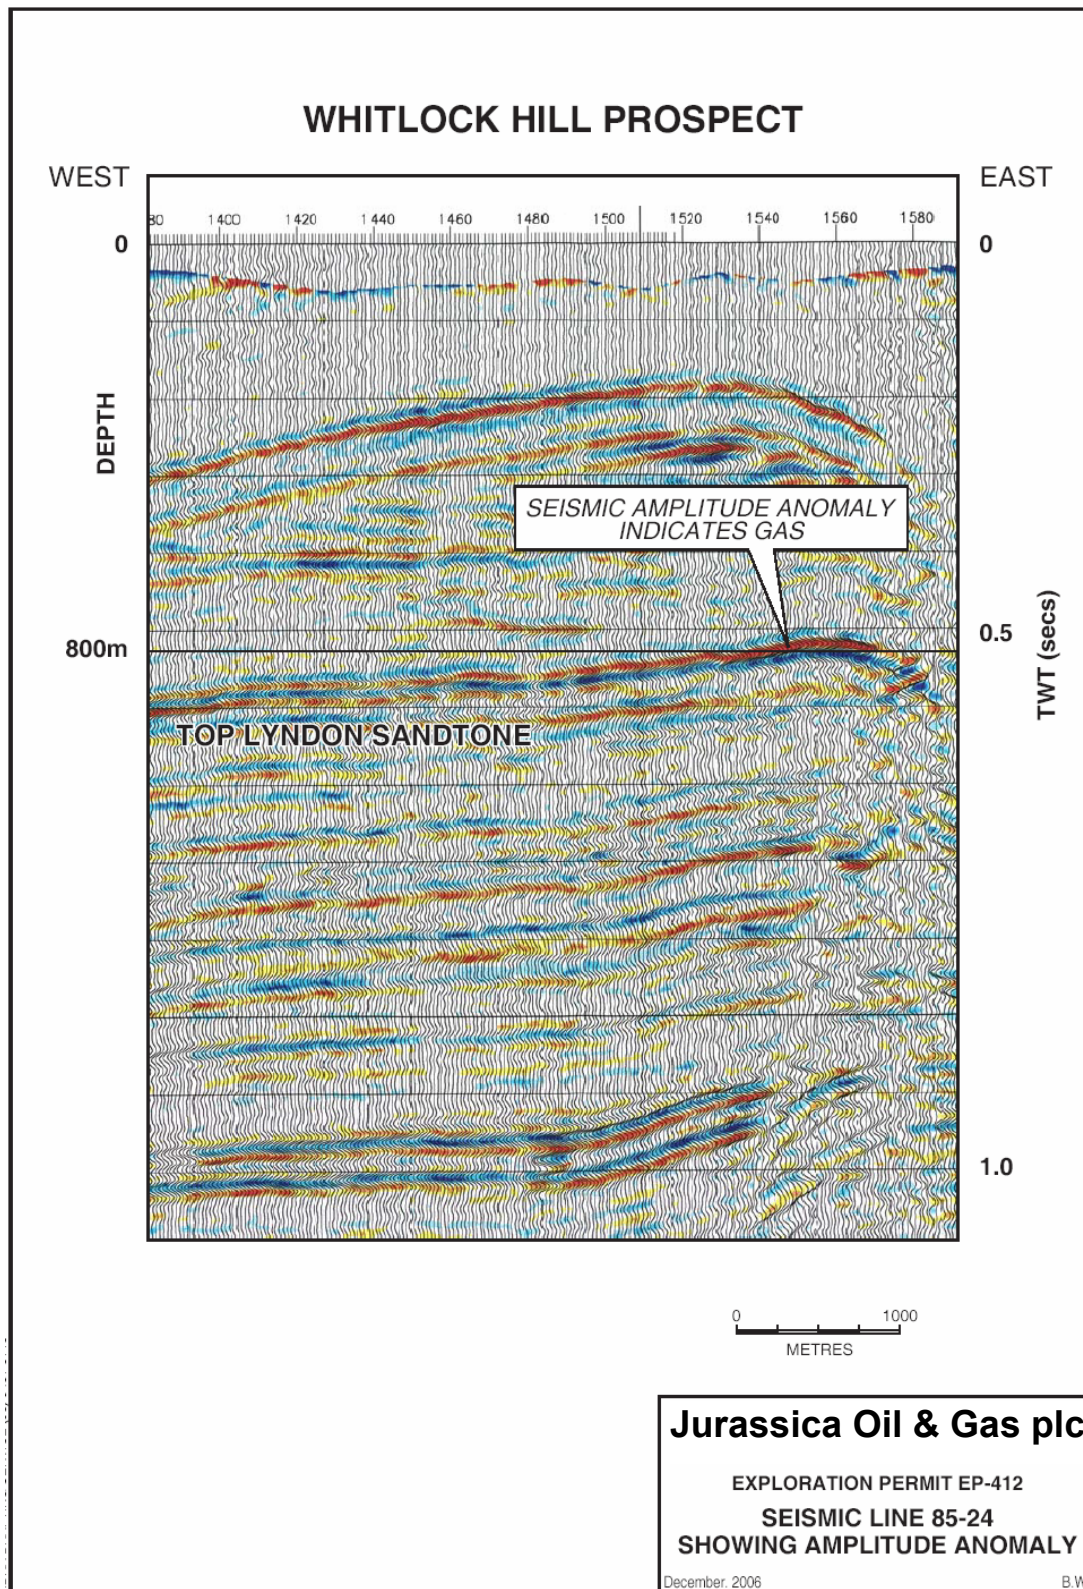 WHITLOCK HILL PROSPECT
WEST
EAST
80 1400 1420 1440 1460 1480 1500 1520 1540 1560 1580
0
0
DEPTH
SEISMIC AMPLITUDE ANOMALY
INDICATES GAS
0.5
800m
TWT (secs)
TOP LYNDON SANDTONE
1.0
0 1000
METRES
Jurassica Oil & Gas plc
EXPLORATION PERMIT EP-412
SEISMIC LINE 85-24
SHOWING AMPLITUDE ANOMALY
December. 2006 B.W